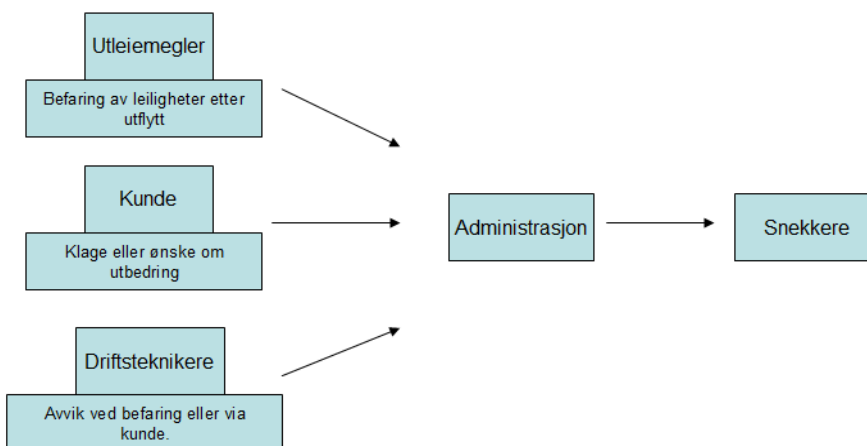 Utleiemegler
Befaring av leiligheter etter
utflytt
Kunde
Klage eller ønske om
utbedring
Driftsteknikere
Avvik ved befaring eller via
kunde.
Administrasjon
Snekkere